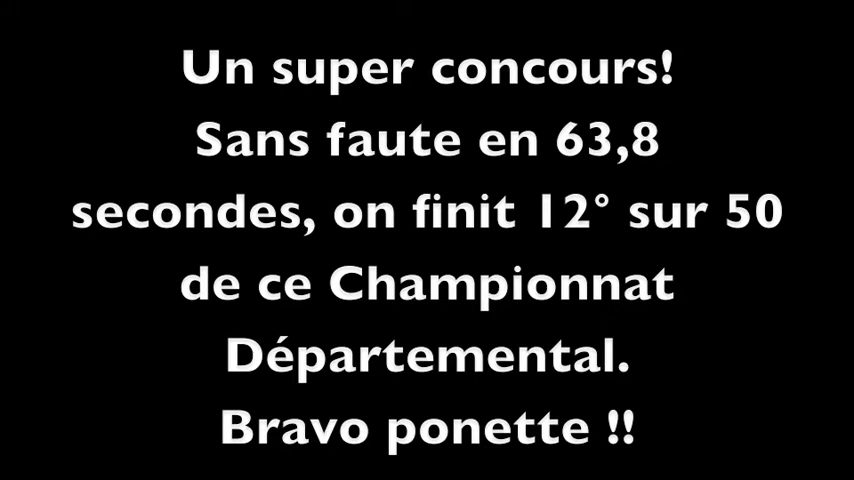 Un super concours!
Sans faute en 63,8
secondes, on finit 12° sur 50
de ce Championnat
Départemental.
Bravo ponette !!